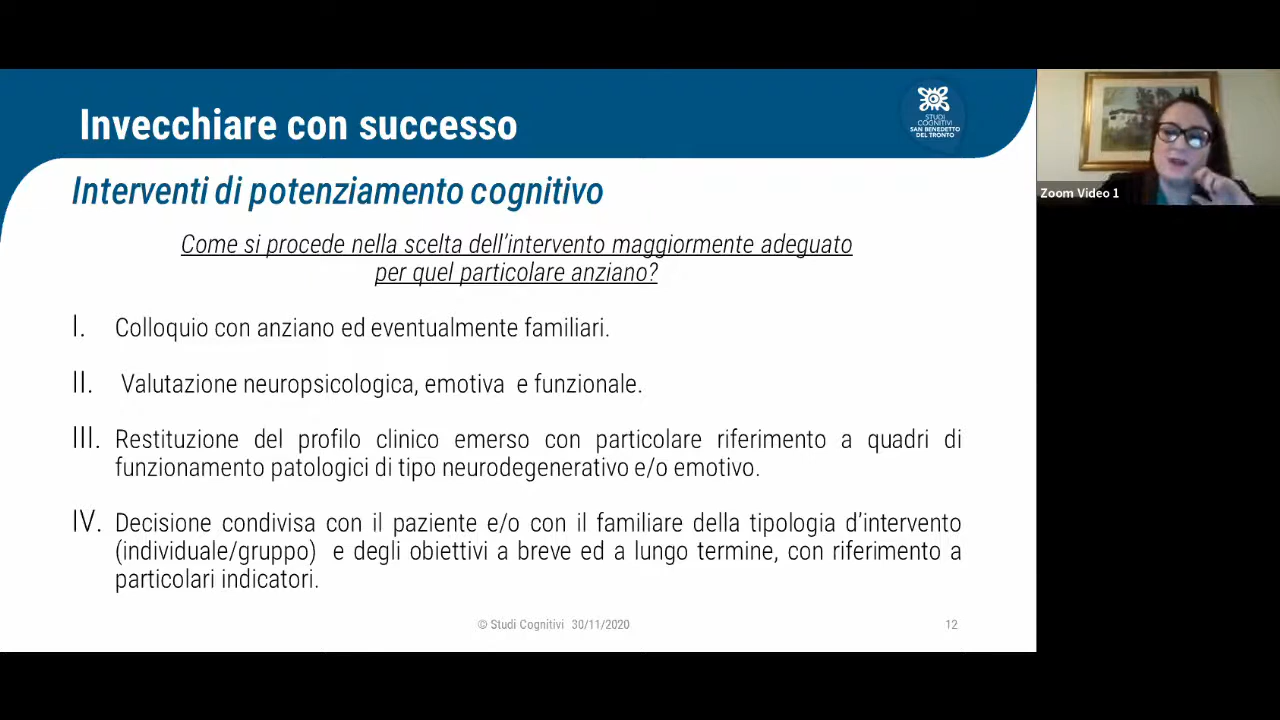 Invecchiare con successo
STUDI
COGNITIVI
SAN BENEDETTO
DEL TRONTO
Zoom Video 1
Interventi di potenziamento cognitivo
Come si procede nella scelta dell'intervento maggiormente adeguato
per quel particolare anziano?
I. Colloquio con anziano ed eventualmente familiari.
II. Valutazione neuropsicologica, emotiva e funzionale.
III. Restituzione del profilo clinico emerso con particolare riferimento a quadri di
funzionamento patologici di tipo neurodegenerativo e/o emotivo.
IV. Decisione condivisa con il paziente e/o con il familiare della tipologia d'intervento
(individuale/gruppo) e degli obiettivi a breve ed a lungo termine, con riferimento a
particolari indicatori.
© Studi Cognitivi 30/11/2020
12